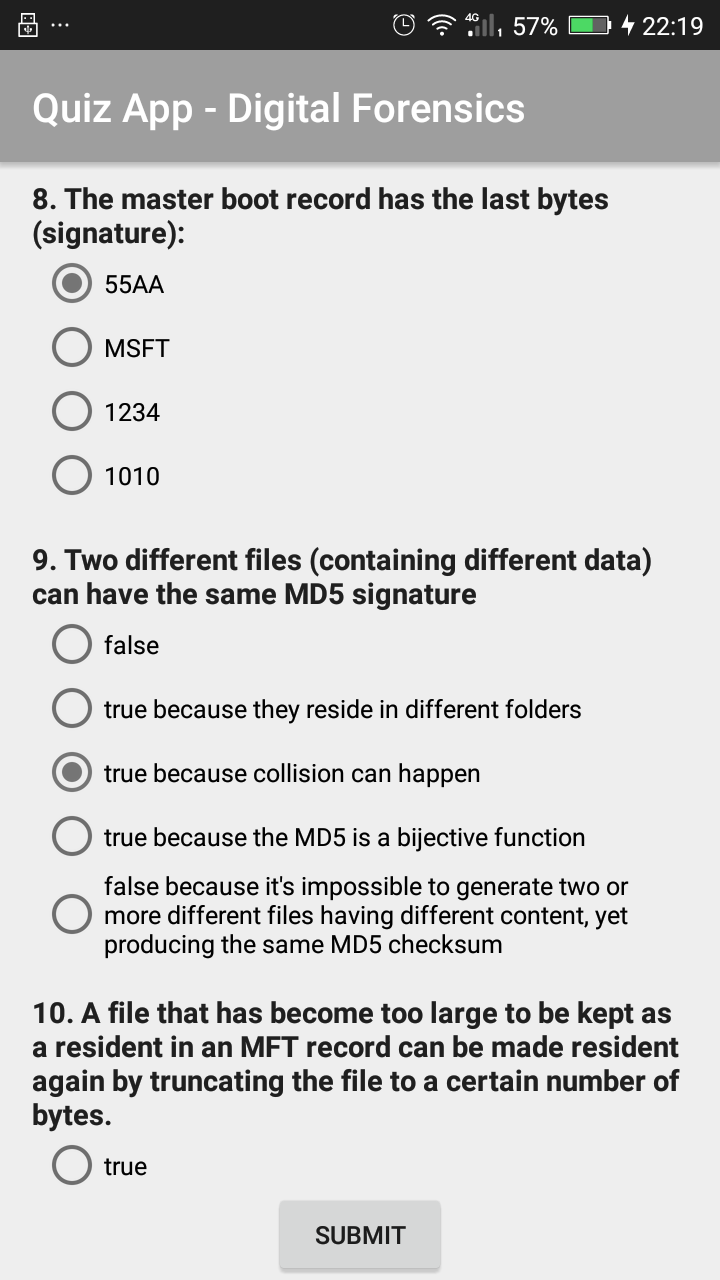 4G 1 57% 22:19
Quiz App - Digital Forensics
8. The master boot record has the last bytes
(signature):
55AA
MSFT
1234
1010
9. Two different files (containing different data)
can have the same MD5 signature
false
true because they reside in different folders
true because collision can happen
true because the MD5 is a bijective function
false because it's impossible to generate two or
more different files having different content, yet
producing the same MD5 checksum
10. A file that has become too large to be kept as
a resident in an MFT record can be made resident
again by truncating the file to a certain number of
bytes.
true
SUBMIT